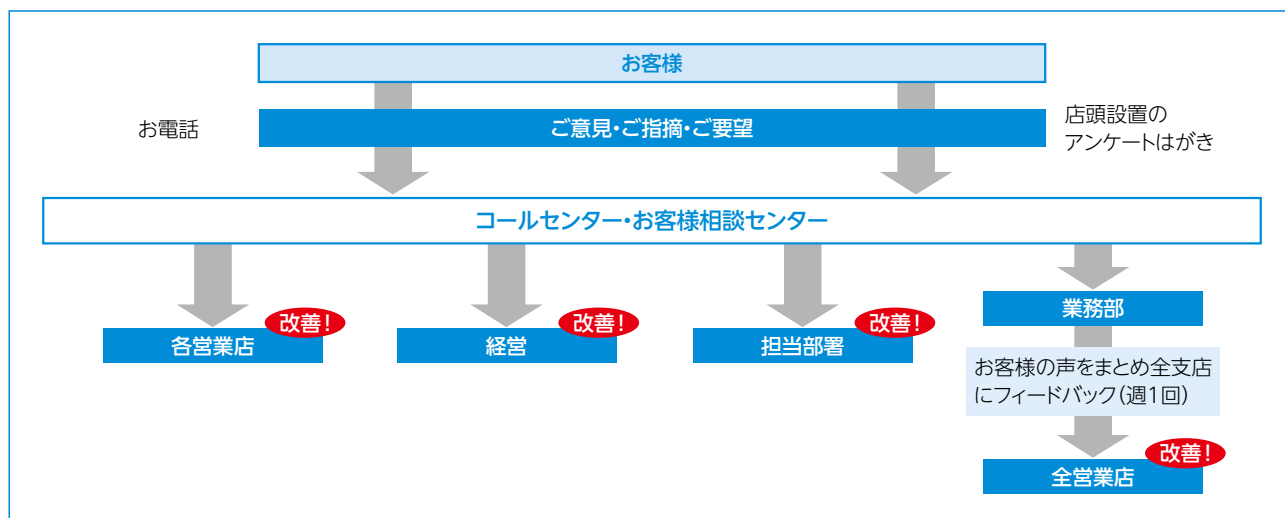 お客様
お電話
ご意見・ご指摘・ご要望
店頭設置の
アンケートはがき
コールセンター・お客様相談センター
改善！
各営業店
改善！
経営
改善！
担当部署
業務部
お客様の声をまとめ全支店
にフィードバック（週1回）
改善！
全営業店